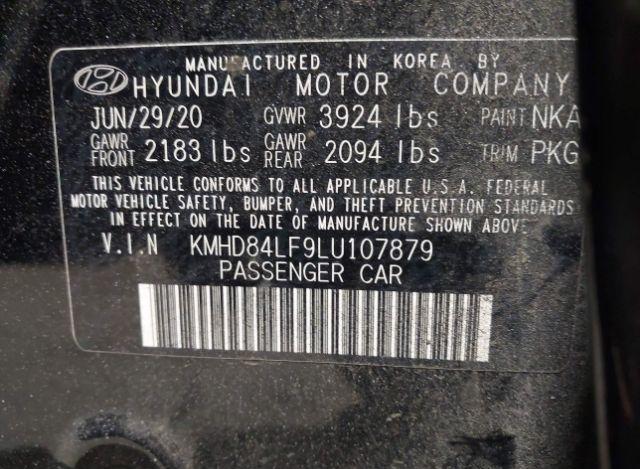 MANUFACTURED IN KOREA BY
HYUNDAI MOTOR COMPANY
JUN/29/20 GVWR 3924 lbs PAINT NKA
GAWR FRONT 2183 lbs GAWR REAR 2094 lbs TRIM PKG
THIS VEHICLE CONFORMS TO ALL APPLICABLE U.S.A. FEDERAL
MOTOR VEHICLE SAFETY, BUMPER, AND THEFT PREVENTION STANDARDS
IN EFFECT ON THE DATE OF MANUFACTURE SHOWN ABOVE
V.I.N KMHD84LF9LU107879
PASSENGER CAR